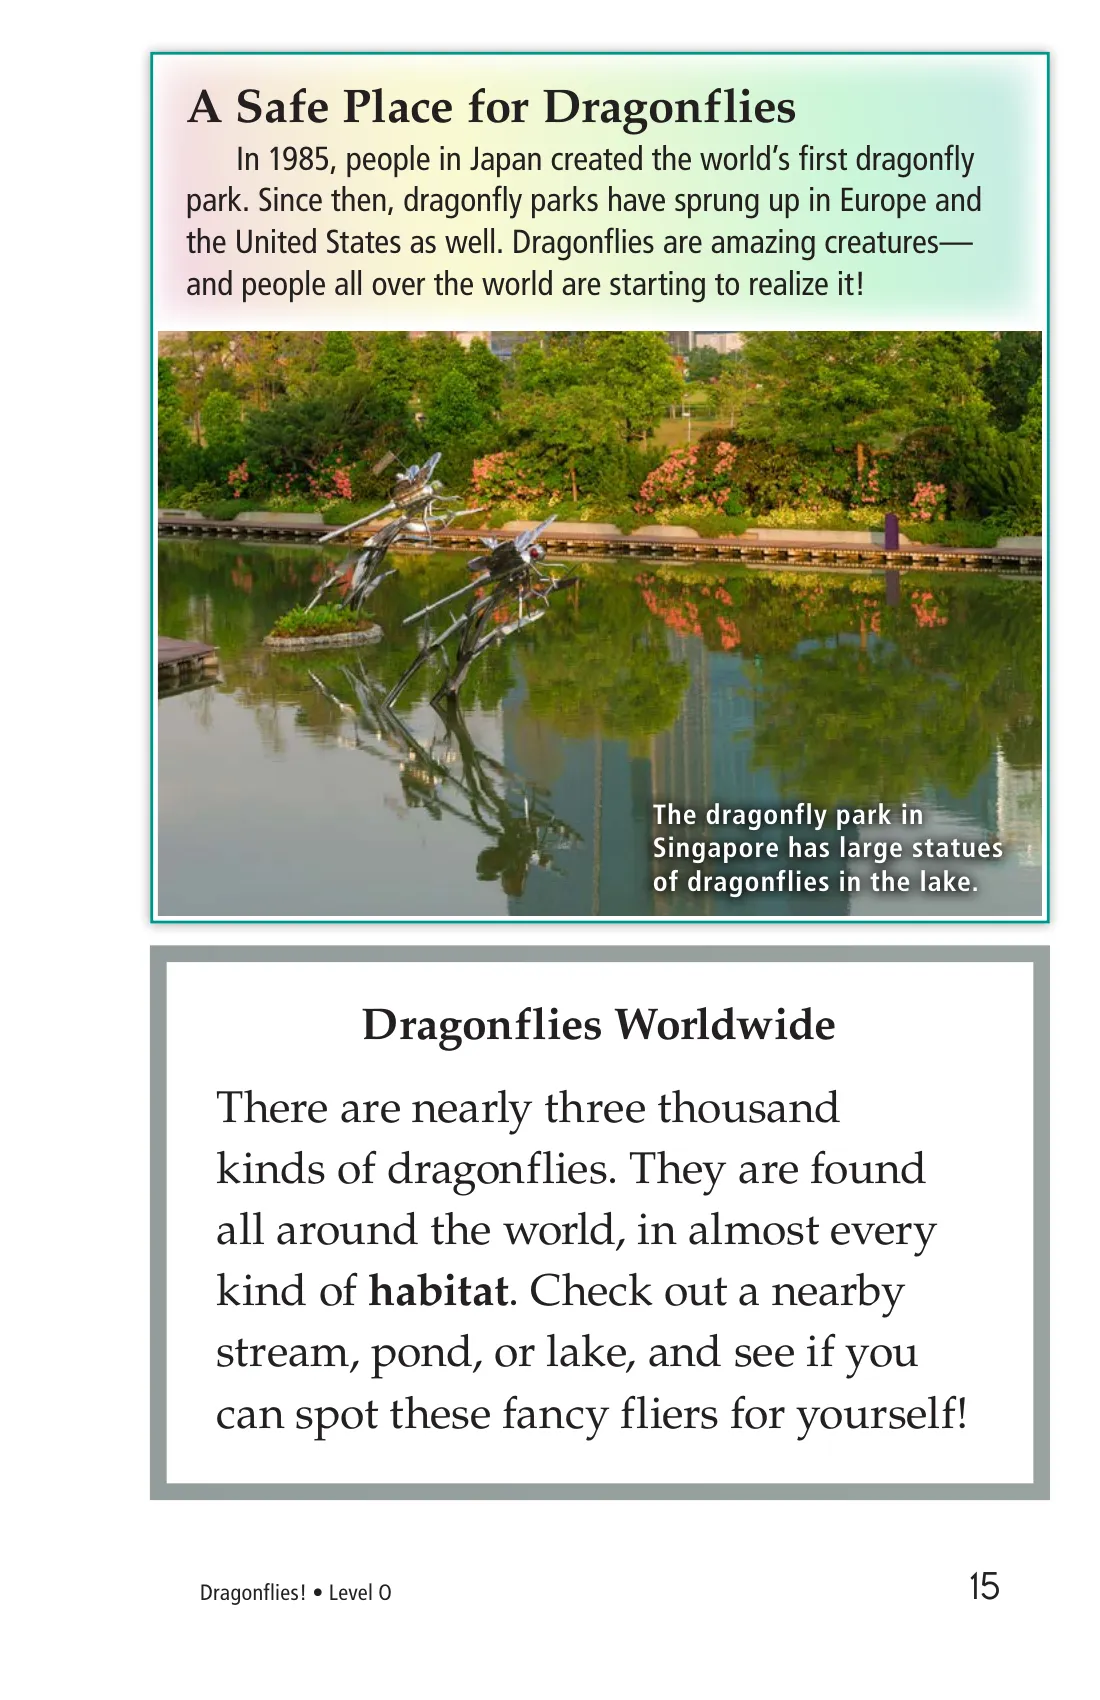 A Safe Place for Dragonflies
In 1985, people in Japan created the world’s first dragonfly
park. Since then, dragonfly parks have sprung up in Europe and
the United States as well. Dragonflies are amazing creatures—
and people all over the world are starting to realize it!
The dragonfly park in
Singapore has large statues
of dragonflies in the lake.
Dragonflies Worldwide
There are nearly three thousand
kinds of dragonflies. They are found
all around the world, in almost every
kind of habitat. Check out a nearby
stream, pond, or lake, and see if you
can spot these fancy fliers for yourself!
Dragonflies! • Level O
15